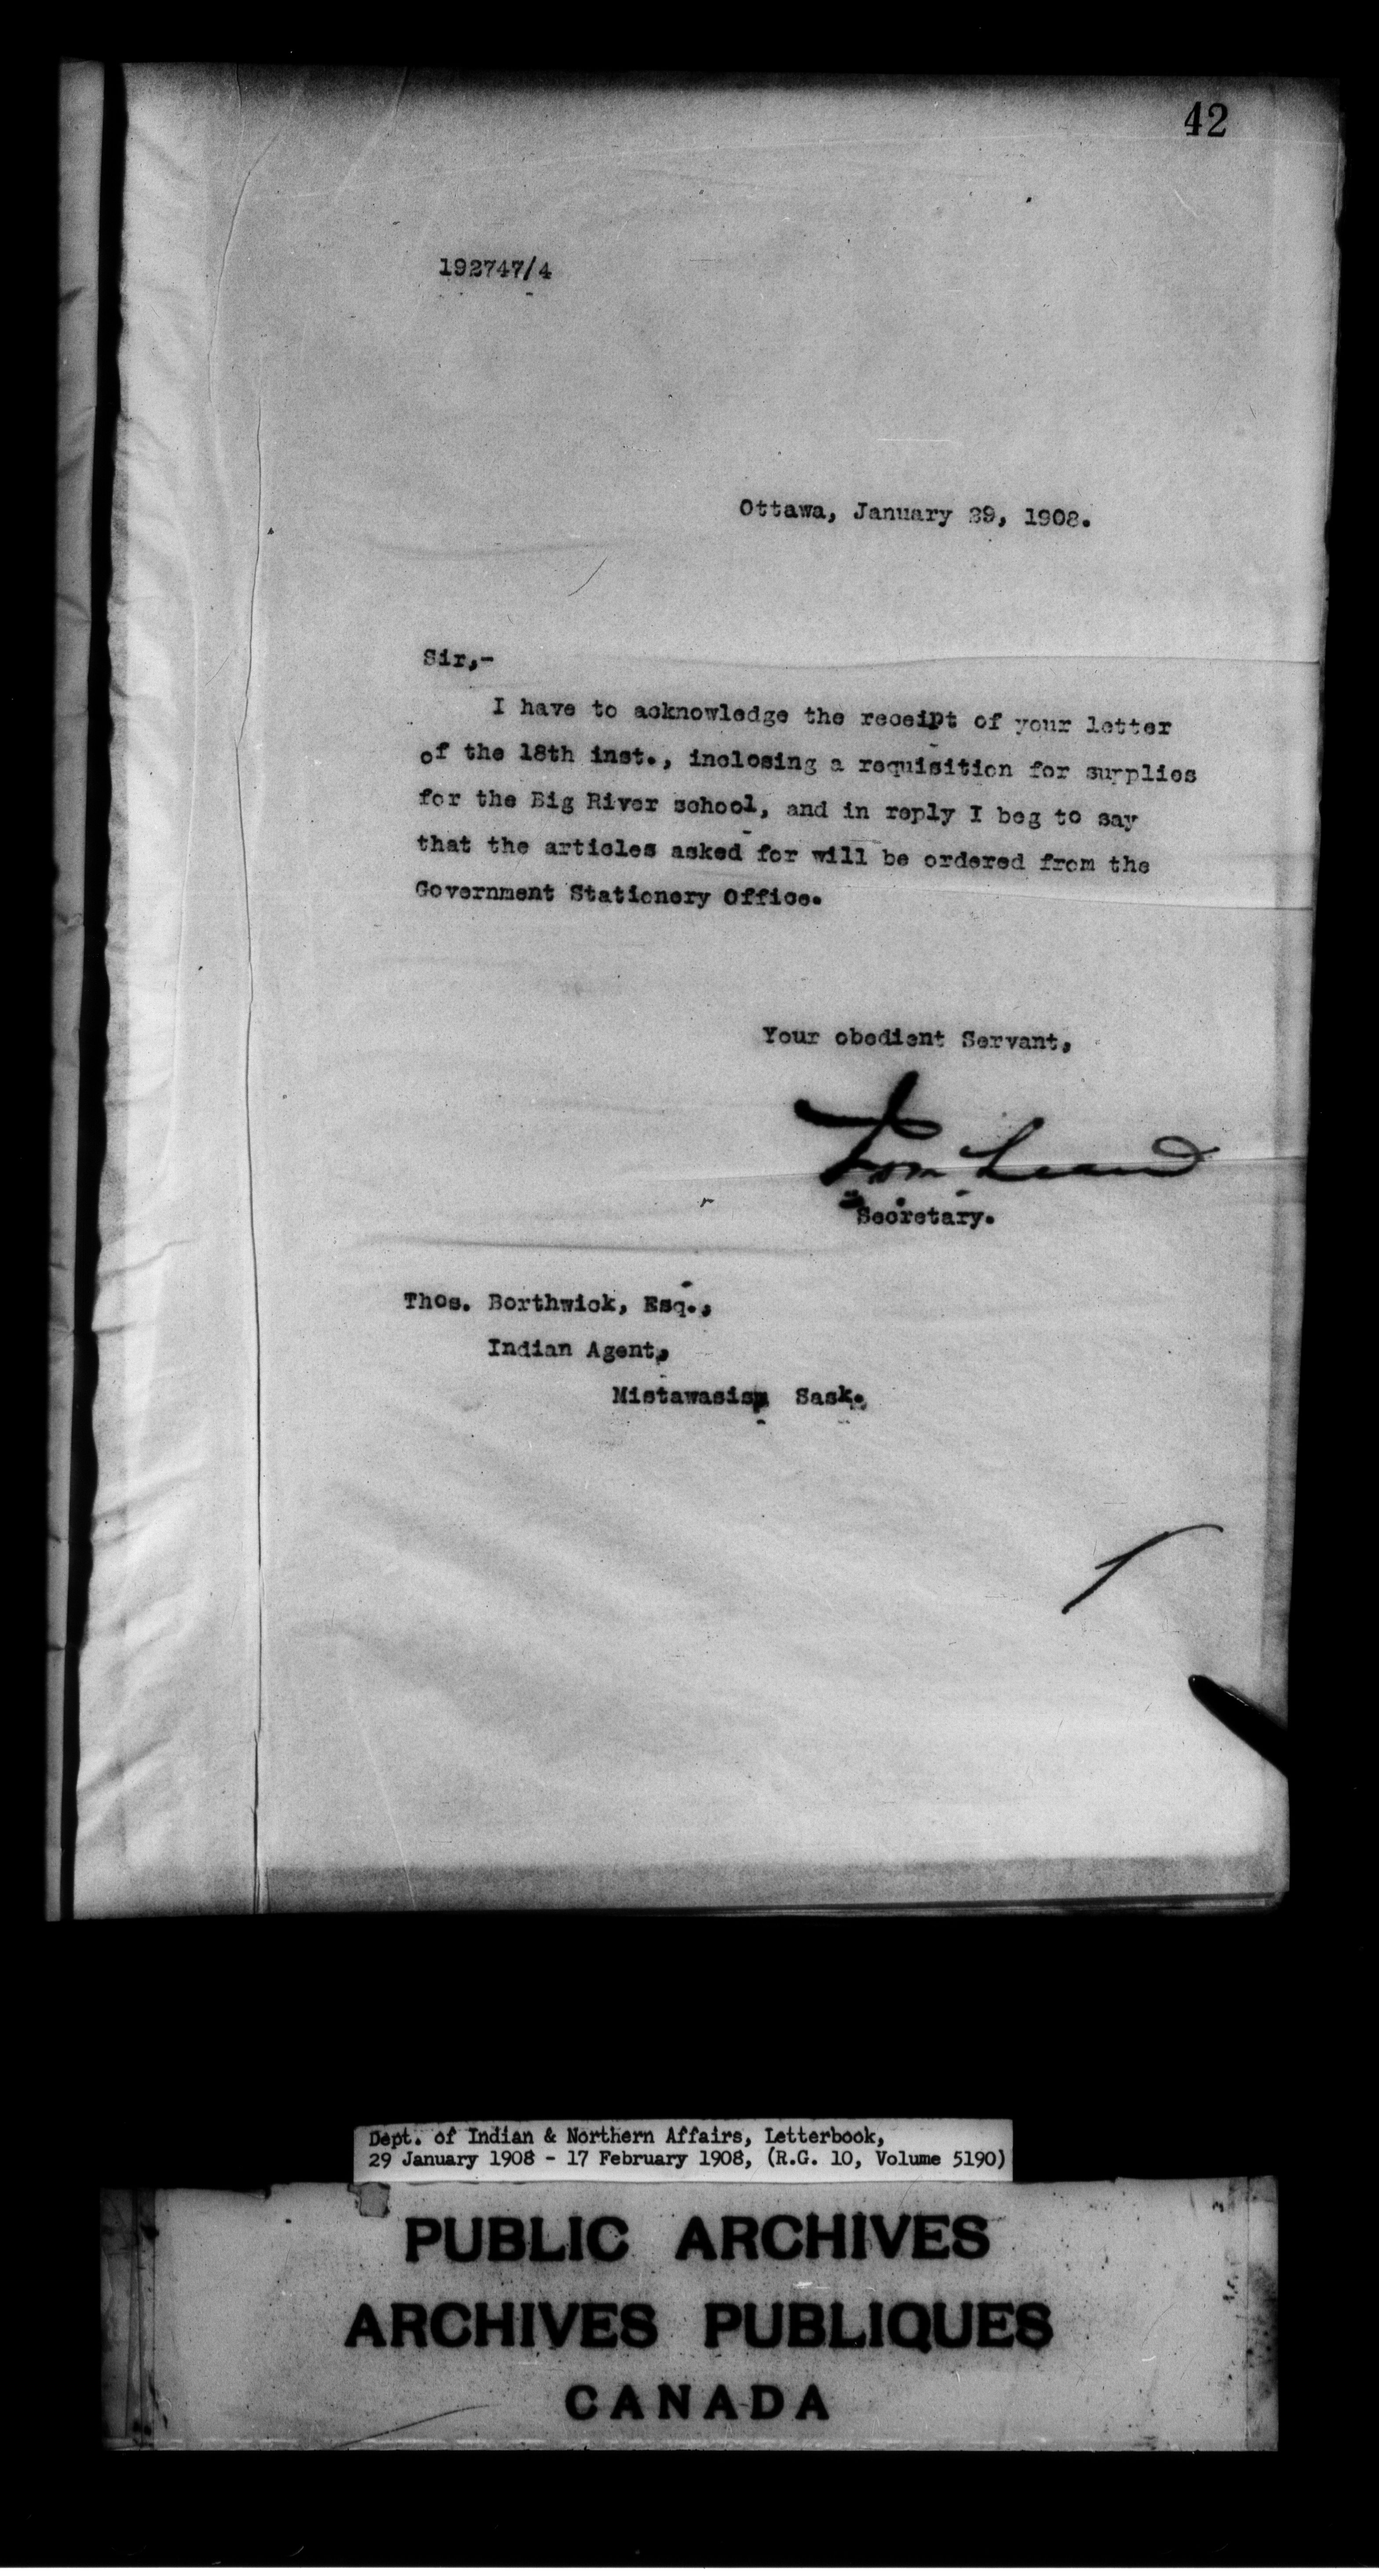 42
192747/4
Ottawa, January 29, 1908.
Sir,-
I have to acknowledge the receipt of your letter
of the 18th inst., inclosing a requisition for supplies
for the Big River school, and in reply I beg to say
that the articles asked for will be ordered from the
Government Stationery Office.
Your obedient Servant,
Secretary.
Thos. Borthwick, Esq.,
Indian Agent,
Mistawasis, Sask.
Dept. of Indian & Northern Affairs, Letterbook,
29 January 1908 - 17 February 1908, (R.G. 10, Volume 5190)
PUBLIC ARCHIVES
ARCHIVES PUBLIQUES
CANADA